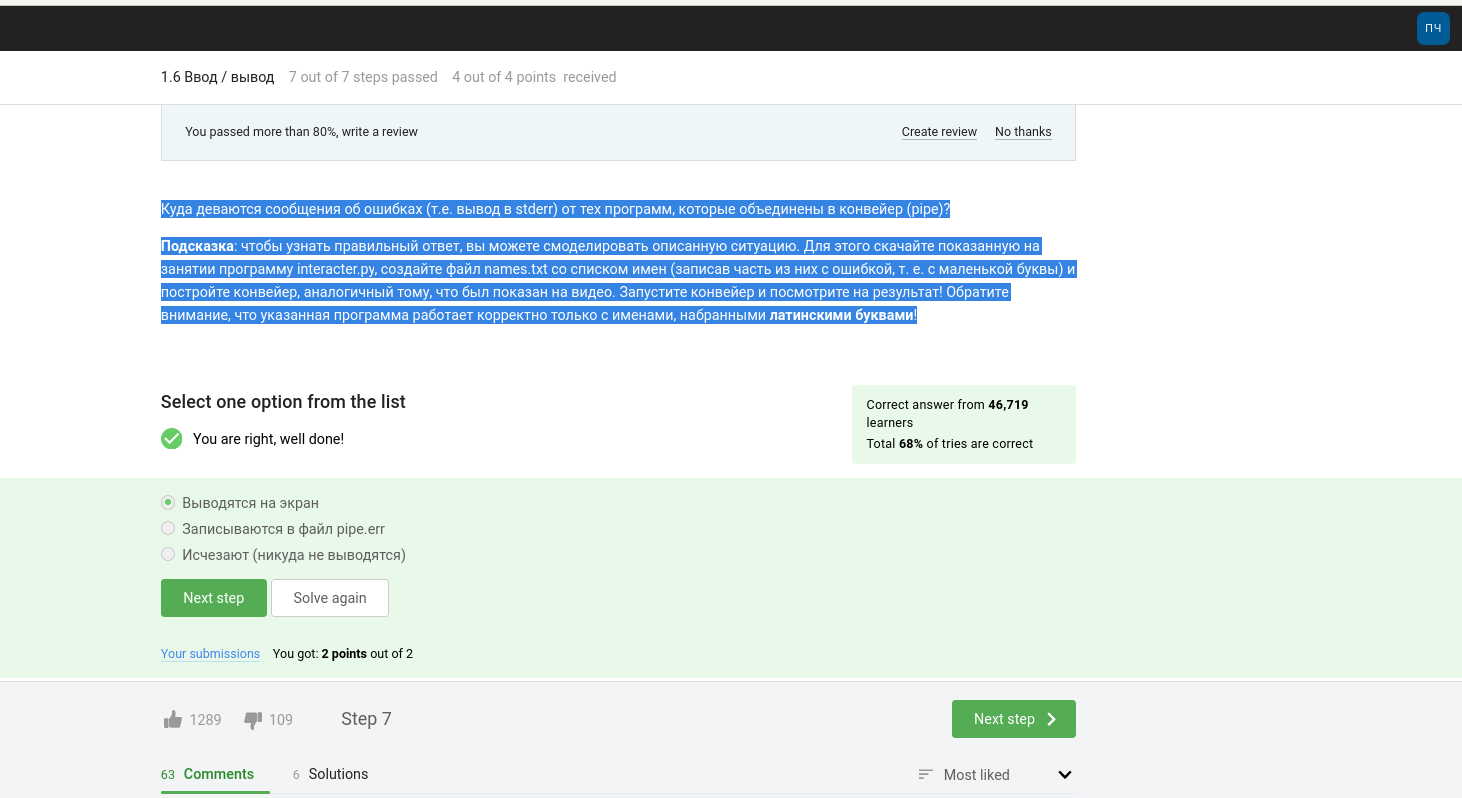 ПЧ
1.6 Ввод / вывод 7 out of 7 steps passed 4 out of 4 points received
You passed more than 80%, write a review Create review No thanks
Куда деваются сообщения об ошибках (т.е. вывод в stderr) от тех программ, которые объединены в конвейер (pipe)?
Подсказка: чтобы узнать правильный ответ, вы можете смоделировать описанную ситуацию. Для этого скачайте показанную на
занятии программу interacter.py, создайте файл names.txt со списком имен (записав часть из них с ошибкой, т. е. с маленькой буквы) и
постройте конвейер, аналогичный тому, что был показан на видео. Запустите конвейер и посмотрите на результат! Обратите
внимание, что указанная программа работает корректно только с именами, набранными латинскими буквами!
Select one option from the list
You are right, well done!
Correct answer from 46,719
learners
Total 68% of tries are correct
Выводятся на экран
Записываются в файл pipe.err
Исчезают (никуда не выводятся)
Next step Solve again
Your submissions You got: 2 points out of 2
1289 109 Step 7 Next step
63 Comments 6 Solutions Most liked